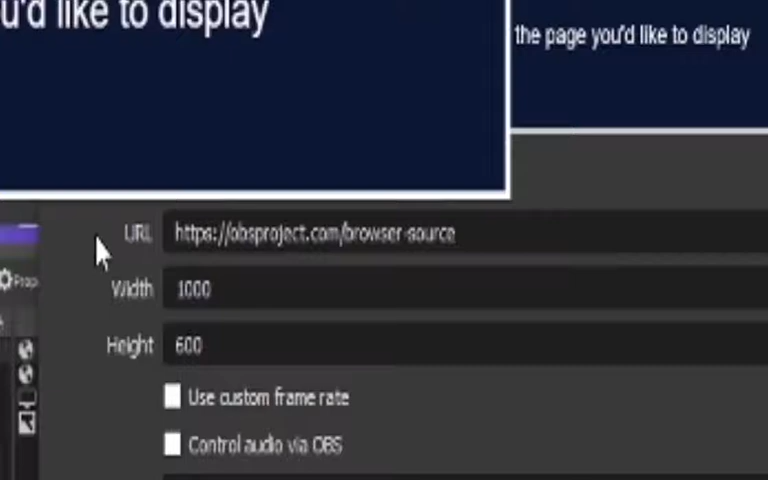 u'd like to display
the page you'd like to display
URL https://obsproject.com/browser-source
Prop
Width 1000
Height 600
Use custom frame rate
Control audio via OBS